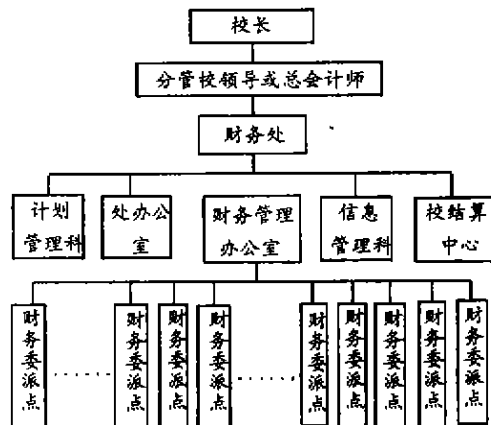 校长
分管校领导或总会计师
财务处
计划
管理科
处办公
室
财务管理
办公室
信息
管理科
校结算
中心
财务委派点
财务委派点
财务委派点
财务委派点
财务委派点
财务委派点
财务委派点
财务委派点
财务委派点